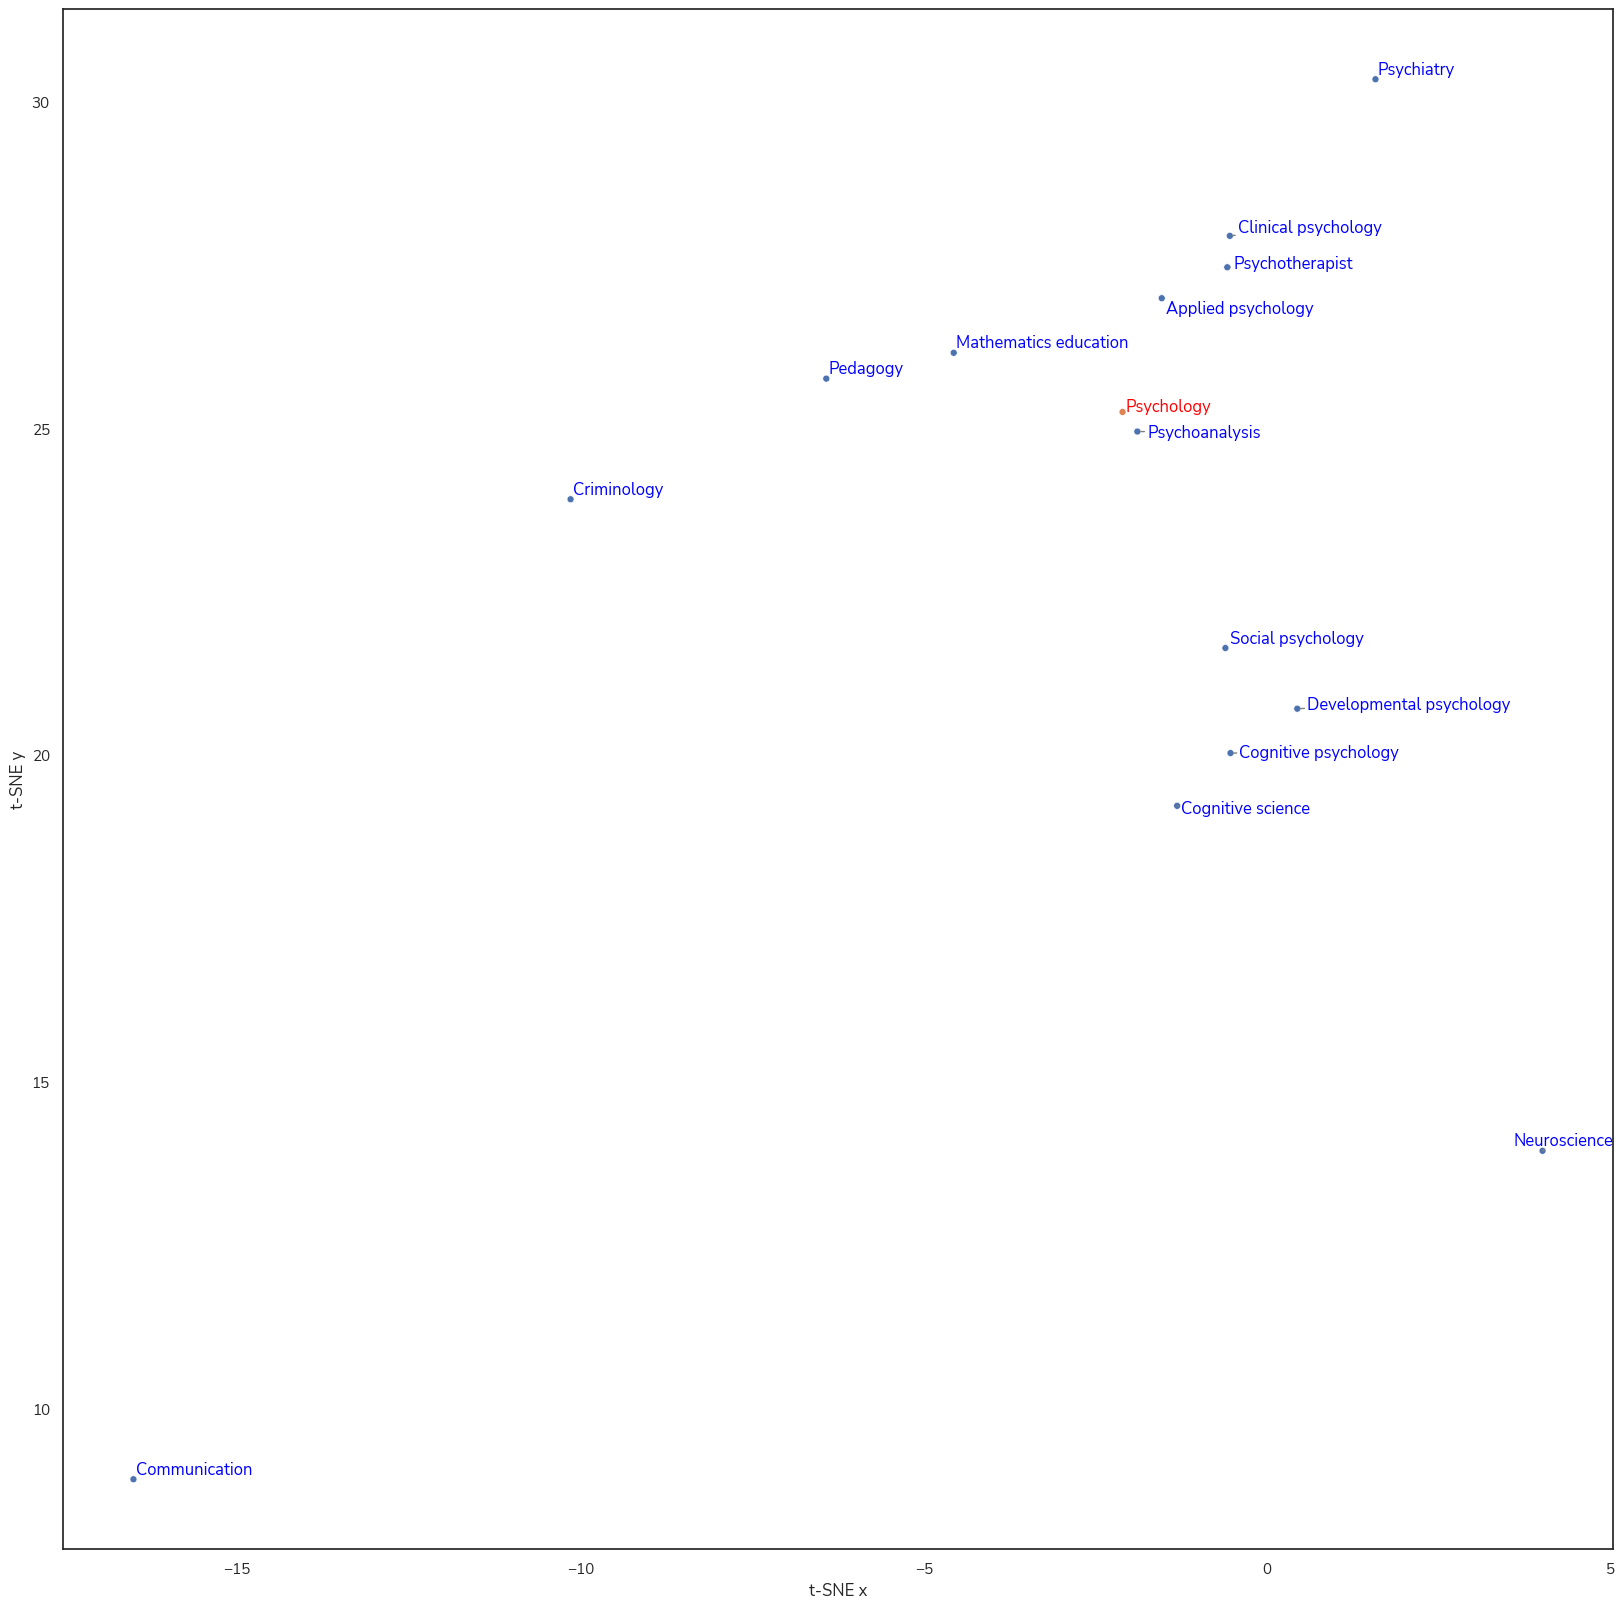 Psychiatry
30
Clinical psychology
Psychotherapist
Applied psychology
Mathematics education
Pedagogy
Psychology
25
Psychoanalysis
Criminology
Social psychology
Developmental psychology
20
Cognitive psychology
t-SNE y
Cognitive science
15
Neuroscience
10
Communication
−15
−10
−5
0
5
t-SNE x